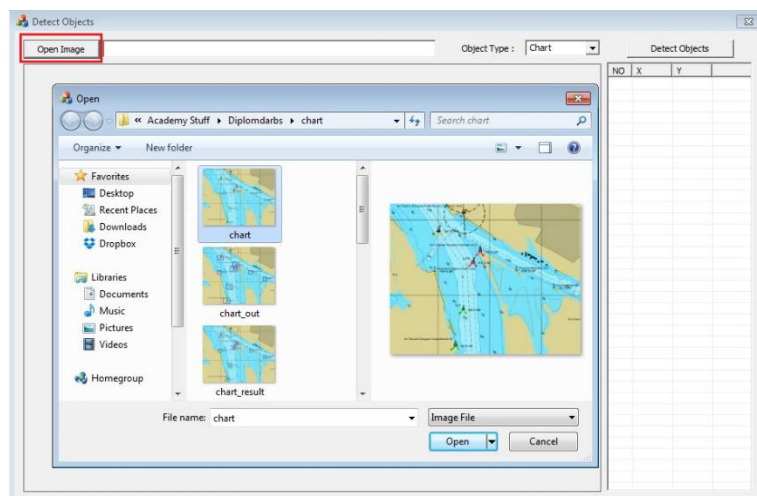 Detect Objects
Open Image
Object Type :
Chart
Detect Objects
NO X Y
Open
« Academy Stuff ▸ Diplomdarbs ▸ chart
Search chart
Organize
New folder
Favorites
Desktop
Recent Places
Downloads
Dropbox
Libraries
Documents
Music
Pictures
Videos
Homegroup
chart
chart_out
chart_result
File name:
chart
Image File
Open
Cancel